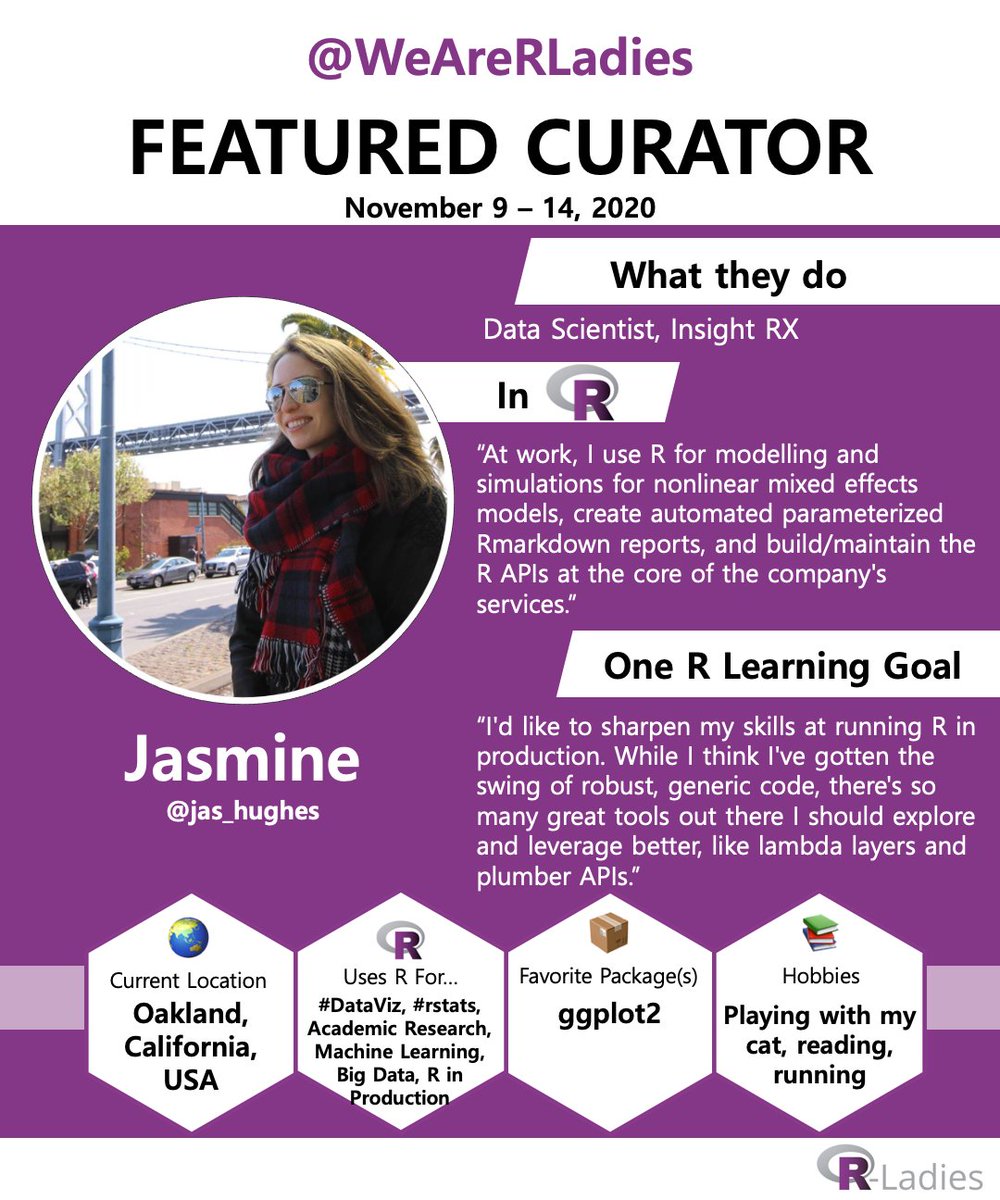 @WeAreRLadies
FEATURED CURATOR
November 9 – 14, 2020
What they do
Data Scientist, Insight RX
In R
“At work, I use R for modelling and
simulations for nonlinear mixed effects
models, create automated parameterized
Rmarkdown reports, and build/maintain the
R APIs at the core of the company's
services.”
One R Learning Goal
“I'd like to sharpen my skills at running R in
production. While I think I've gotten the
swing of robust, generic code, there's so
many great tools out there I should explore
and leverage better, like lambda layers and
plumber APIs.”
Jasmine
@jas_hughes
Current Location
Oakland,
California,
USA
R
Uses R For...
#DataViz, #rstats,
Academic Research,
Machine Learning,
Big Data, R in
Production
Favorite Package(s)
ggplot2
Hobbies
Playing with my
cat, reading,
running
R-Ladies